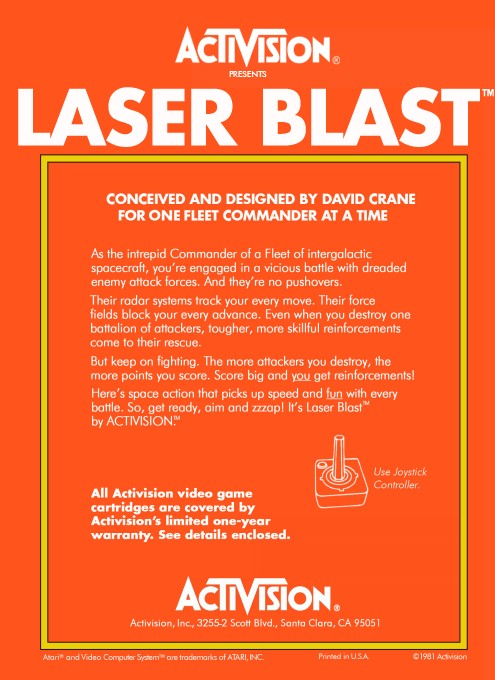 ACTIVISION®
PRESENTS
LASER BLAST™
CONCEIVED AND DESIGNED BY DAVID CRANE
FOR ONE FLEET COMMANDER AT A TIME
As the intrepid Commander of a Fleet of intergalactic
spacecraft, you're engaged in a vicious battle with dreaded
enemy attack forces. And they're no pushovers.
Their radar systems track your every move. Their force
fields block your every advance. Even when you destroy one
battalion of attackers, tougher, more skillful reinforcements
come to their rescue.
But keep on fighting. The more attackers you destroy, the
more points you score. Score big and you get reinforcements!
Here's space action that picks up speed and fun with every
battle. So, get ready, aim and zzzap! It's Laser Blast™
by ACTIVISION.™
Use Joystick
Controller.
All Activision video game
cartridges are covered by
Activision's limited one-year
warranty. See details enclosed.
ACTIVISION®
Activision, Inc., 3255-2 Scott Blvd., Santa Clara, CA 95051
Atari® and Video Computer System™ are trademarks of ATARI, INC.
Printed in U.S.A.
©1981 Activision